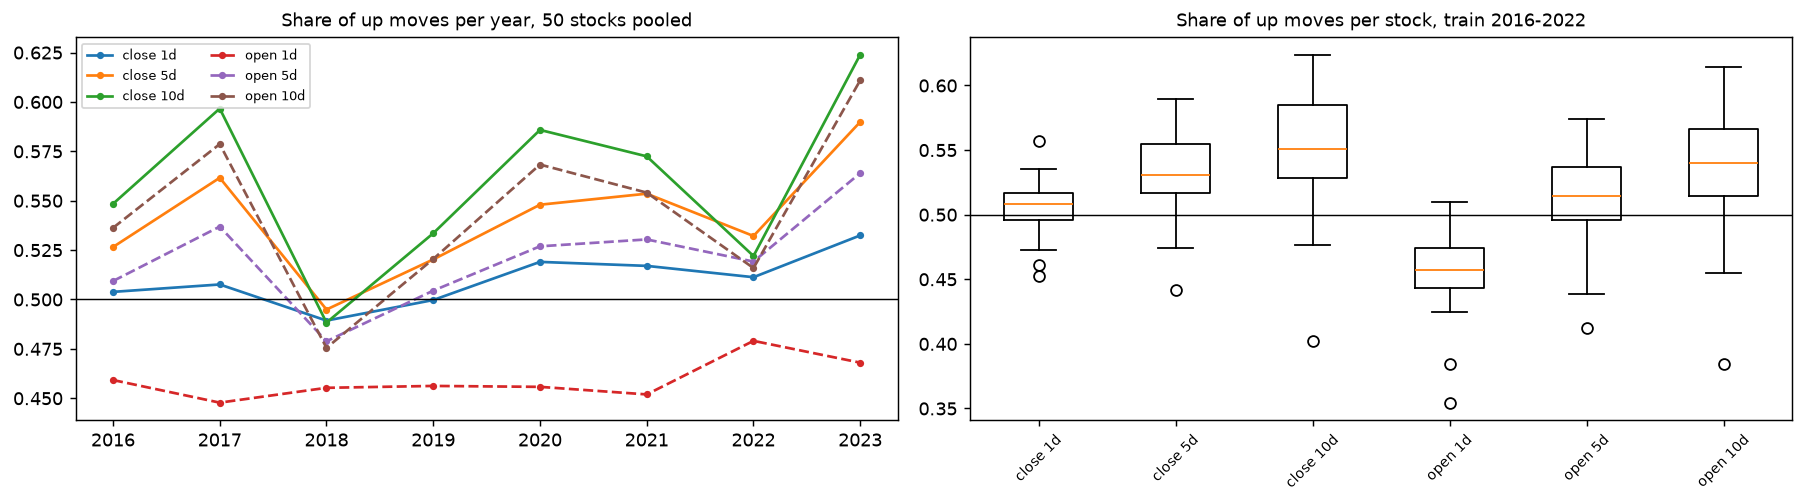 Share of up moves per year, 50 stocks pooled
0.625
0.600
0.575
0.550
0.525
0.500
0.475
0.450
close 1d
close 5d
close 10d
open 1d
open 5d
open 10d
2016 2017 2018 2019 2020 2021 2022 2023
Share of up moves per stock, train 2016-2022
0.60
0.55
0.50
0.45
0.40
0.35
close 1d
close 5d
close 10d
open 1d
open 5d
open 10d